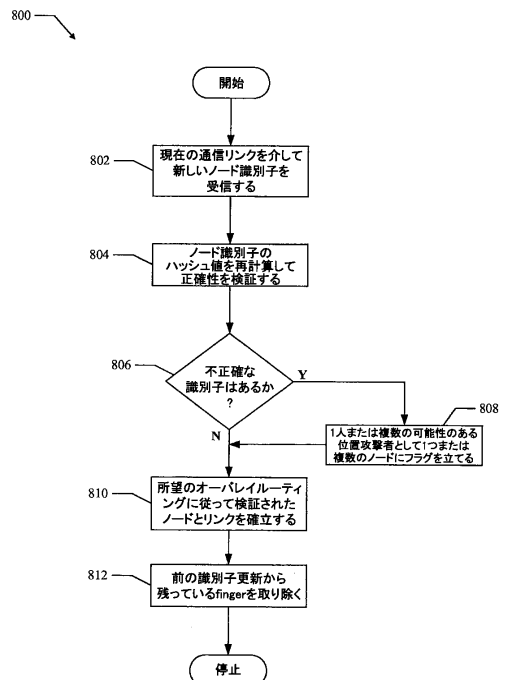 800
開始
802
現在の通信リンクを介して
新しいノード識別子を
受信する
804
ノード識別子の
ハッシュ値を再計算して
正確性を検証する
806
不正確な
識別子はあるか
?
Y
N
808
1人または複数の可能性のある
位置攻撃者として1つまたは
複数のノードにフラグを立てる
810
所望のオーバレイルーティ
ングに従って検証された
ノードとリンクを確立する
812
前の識別子更新から
残っているfingerを取り除く
停止